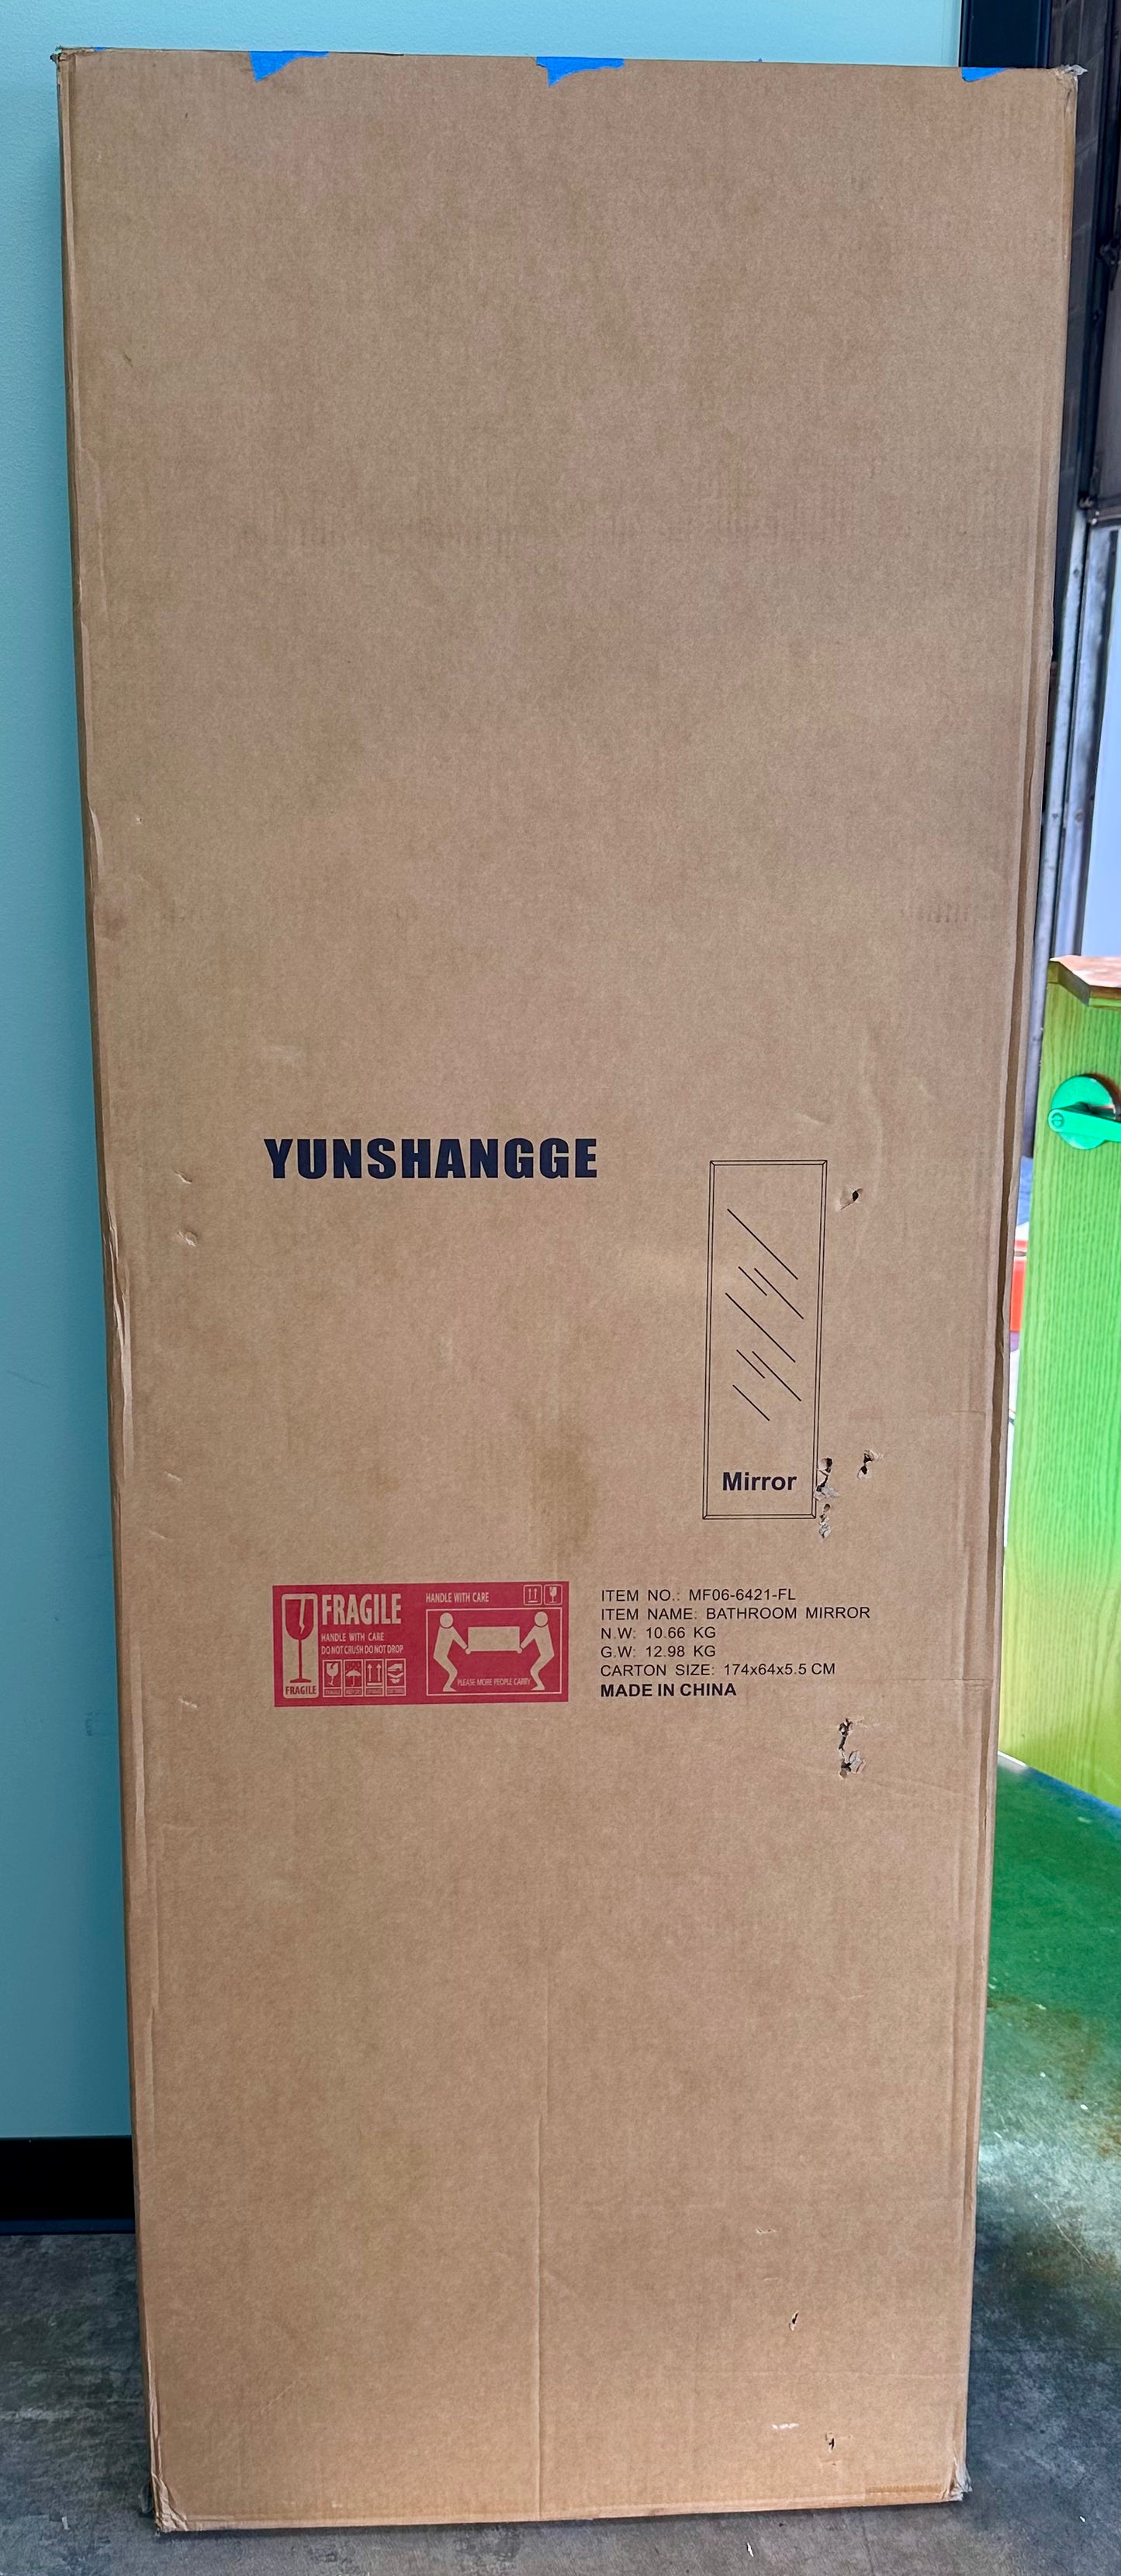 YUNSHANGGE
Mirror
FRAGILE
HANDLE WITH CARE
DO NOT CRUSH DO NOT DROP
FRAGILE
HANDLE WITH CARE
PLEASE MORE PEOPLE CARRY
ITEM NO.: MF06-6421-FL
ITEM NAME: BATHROOM MIRROR
N.W: 10.66 KG
G.W: 12.98 KG
CARTON SIZE: 174x64x5.5 CM
MADE IN CHINA